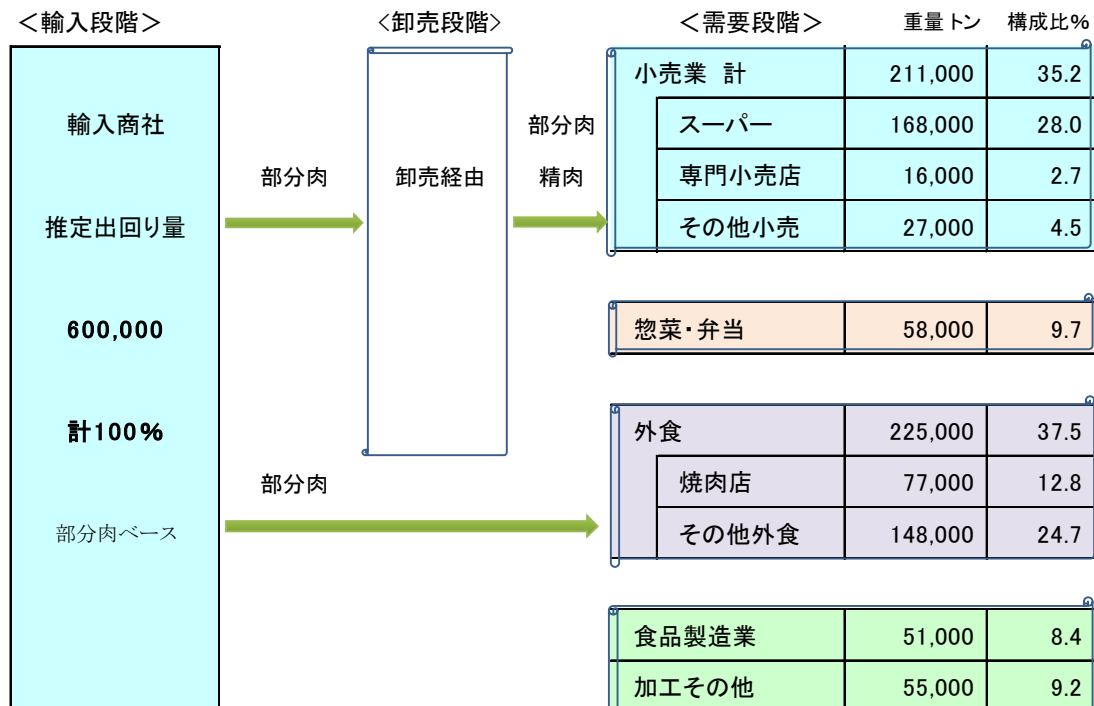 ＜輸入段階＞ <卸売段階> ＜需要段階＞ 重量 トン 構成比%
輸入商社
推定出回り量
600,000
計100%
部分肉ベース
部分肉
卸売経由
部分肉
精肉
部分肉
小売業 計 211,000 35.2
スーパー 168,000 28.0
専門小売店 16,000 2.7
その他小売 27,000 4.5
惣菜・弁当 58,000 9.7
外食 225,000 37.5
焼肉店 77,000 12.8
その他外食 148,000 24.7
食品製造業 51,000 8.4
加工その他 55,000 9.2